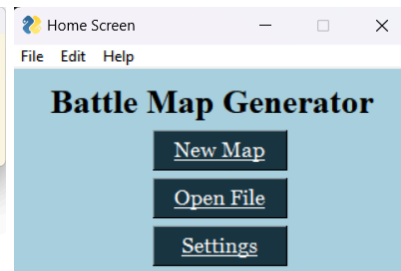 Home Screen
File Edit Help
Battle Map Generator
New Map
Open File
Settings